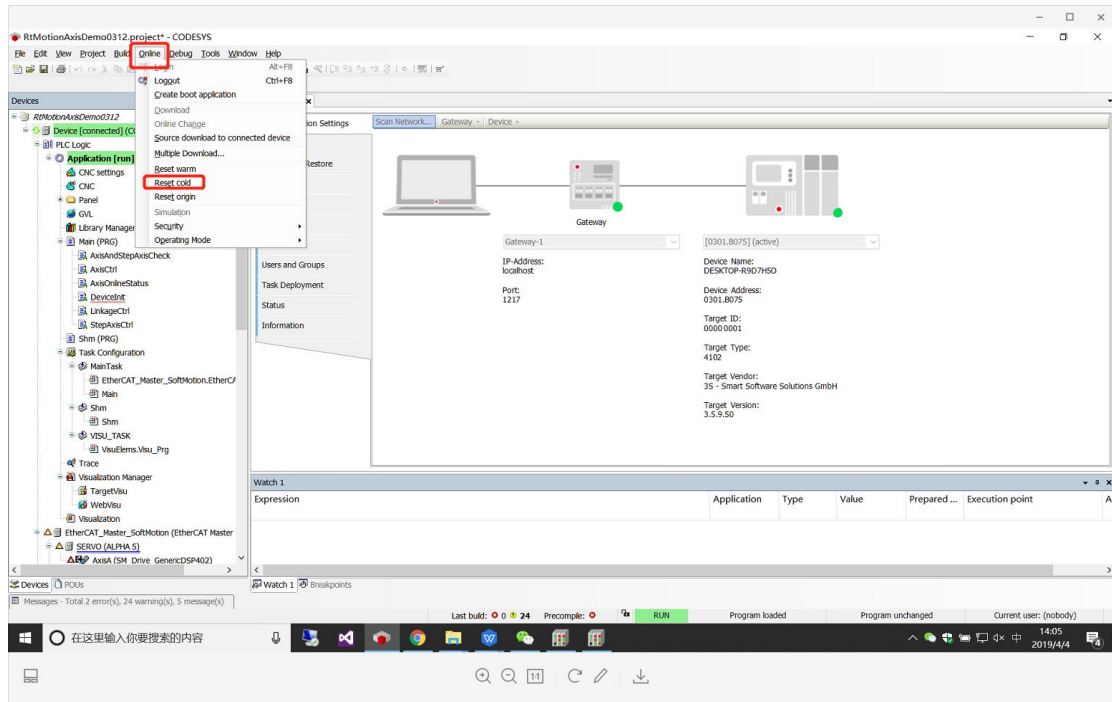 RtMotionAxisDemo0312.project* - CODESYS
File Edit View Project Build Online Debug Tools Window Help
Login Alt+F8
Logout Ctrl+F8
Create boot application
Download
Online Change
Source download to connected device
Multiple Download...
Reset warm
Reset cold
Reset origin
Simulation
Security
Operating Mode
Devices
RtMotionAxisDemo0312
Device [connected] (CO
PLC Logic
Application [run]
CNC settings
CNC
Panel
GVL
Library Manager
Main (PRG)
AxisAndStepAxisCheck
AxisCtrl
AxisOnlineStatus
DeviceInit
LinkageCtrl
StepAxisCtrl
Shm (PRG)
Task Configuration
MainTask
EtherCAT_Master_SoftMotion.EtherCA
Main
Shm
Shm
VISU_TASK
VisuElems.Visu_Prg
Trace
Visualization Manager
TargetVisu
WebVisu
Visualization
EtherCAT_Master_SoftMotion (EtherCAT Master
SERVO (ALPHA 5)
AxisA (SM_Drive_GenericDSP402)
Devices POUs
ion Settings
Restore
Users and Groups
Task Deployment
Status
Information
Scan Network... Gateway Device
Gateway
Gateway-1
IP-Address:
localhost
Port:
1217
[0301.B075] (active)
Device Name:
DESKTOP-R9D7HSO
Device Address:
0301.B075
Target ID:
0000 0001
Target Type:
4102
Target Vendor:
3S - Smart Software Solutions GmbH
Target Version:
3.5.9.50
Watch 1
Expression Application Type Value Prepared ... Execution point A
Watch 1 Breakpoints
Messages - Total 2 error(s), 24 warning(s), 5 message(s)
Last build: 0 24 Precompile: RUN Program loaded Program unchanged Current user: (nobody)
在这里输入你要搜索的内容
中 14:05
2019/4/4
4
1:1